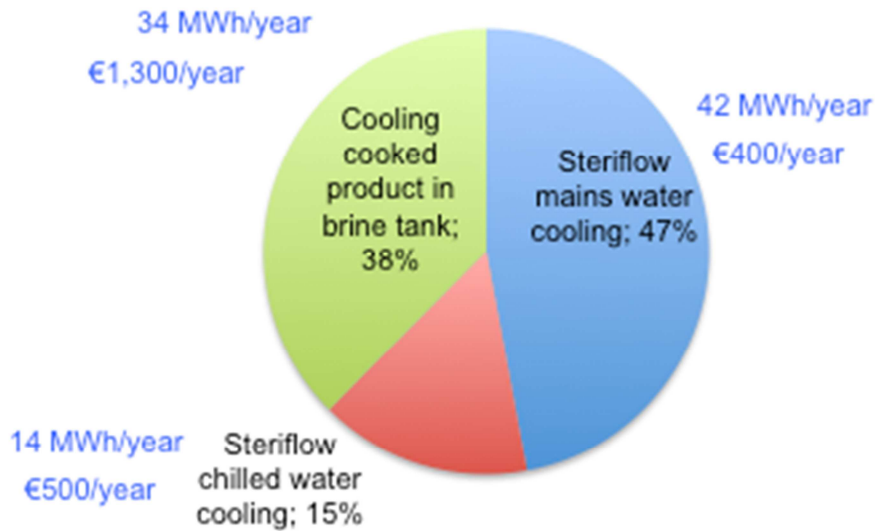 34 MWh/year
€1,300/year
Cooling
cooked
product in
brine tank;
38%
Steriflow
mains water
cooling; 47%
42 MWh/year
€400/year
14 MWh/year
€500/year
Steriflow
chilled water
cooling; 15%